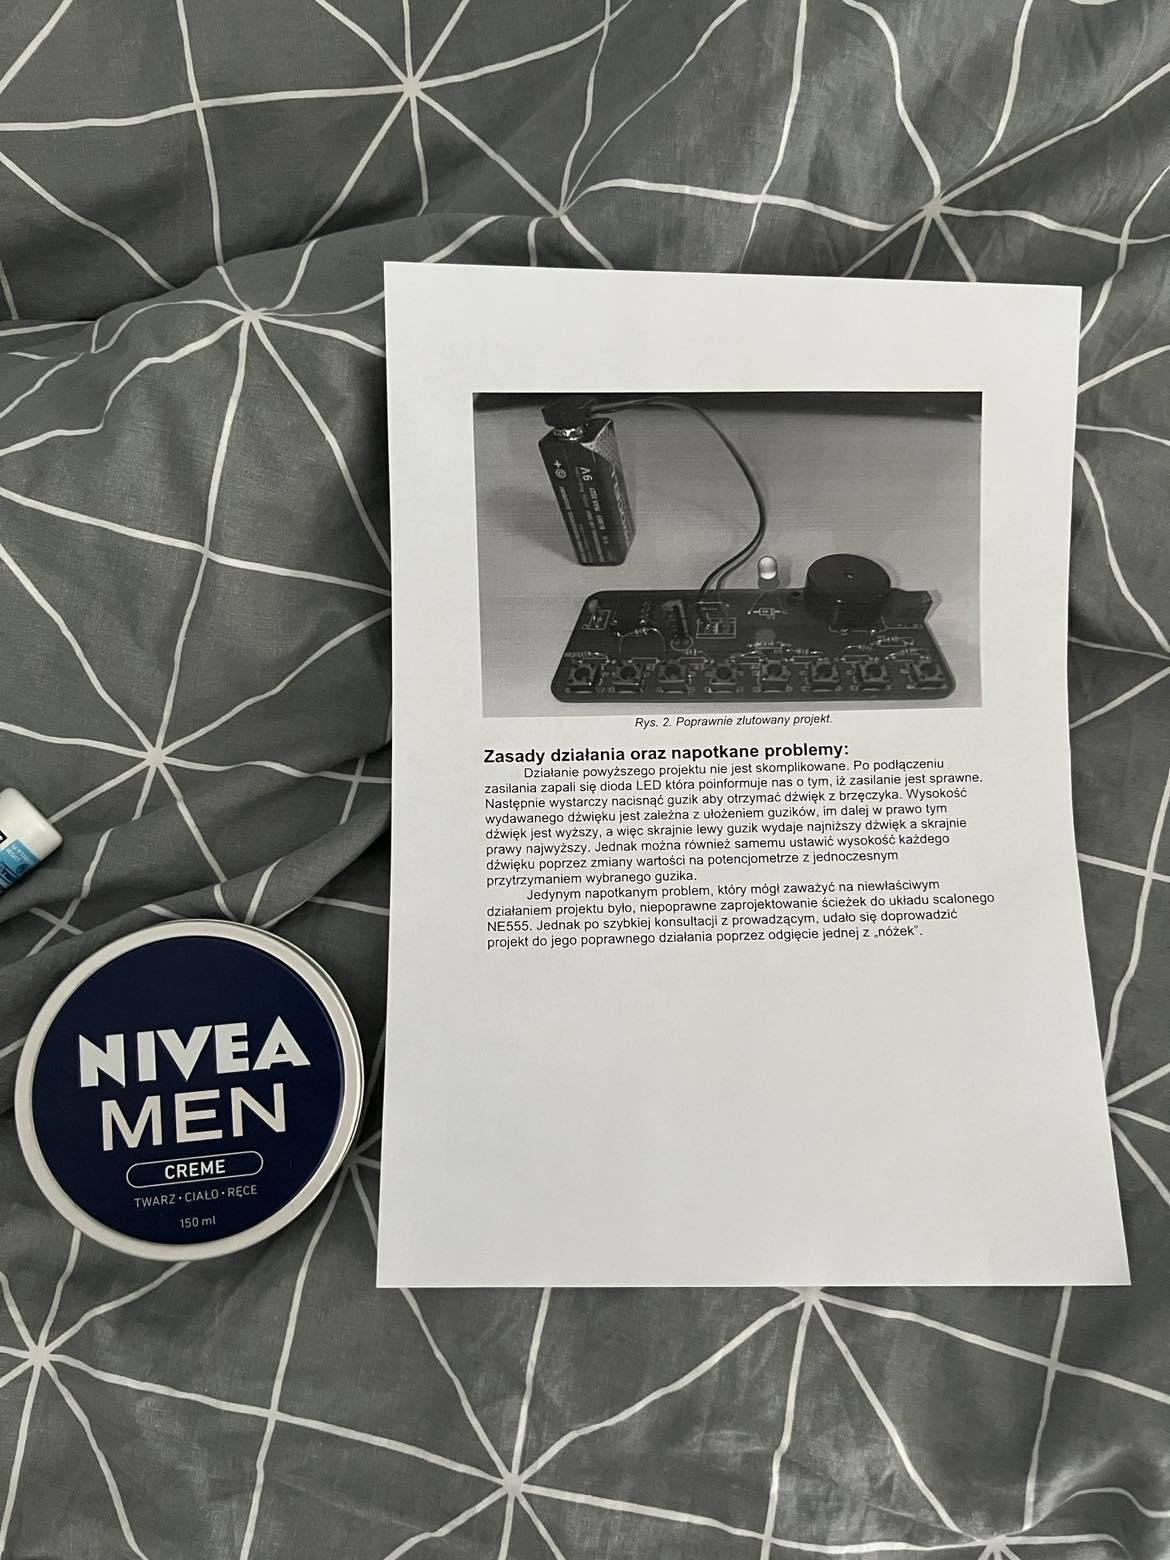 9V
Rys. 2. Poprawnie zlutowany projekt.
Zasady działania oraz napotkane problemy:
Działanie powyższego projektu nie jest skomplikowane. Po podłączeniu
zasilania zapali się dioda LED która poinformuje nas o tym, iż zasilanie jest sprawne.
Następnie wystarczy nacisnąć guzik aby otrzymać dźwięk z brzęczyka. Wysokość
wydawanego dźwięku jest zależna z ułożeniem guzików, im dalej w prawo tym
dźwięk jest wyższy, a więc skrajnie lewy guzik wydaje najniższy dźwięk a skrajnie
prawy najwyższy. Jednak można również samemu ustawić wysokość każdego
dźwięku poprzez zmiany wartości na potencjometrze z jednoczesnym
przytrzymaniem wybranego guzika.
Jedynym napotkanym problem, który mógł zaważyć na niewłaściwym
działaniem projektu było, niepoprawne zaprojektowanie ścieżek do układu scalonego
NE555. Jednak po szybkiej konsultacji z prowadzącym, udało się doprowadzić
projekt do jego poprawnego działania poprzez odgięcie jednej z „nóżek”.
NIVEA
MEN
CREME
TWARZ • CIAŁO • RĘCE
150 ml